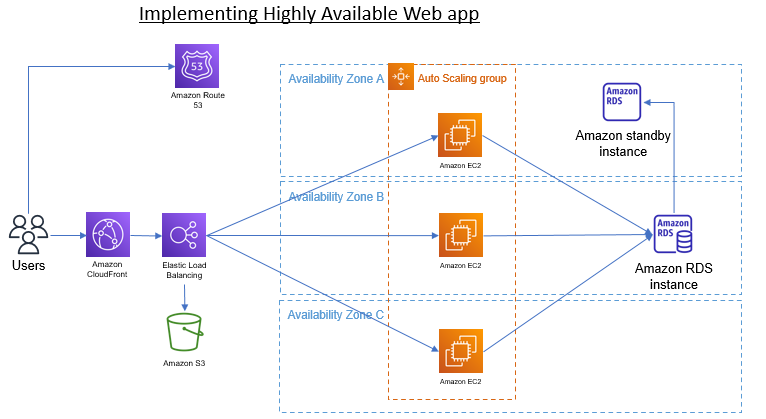 Implementing Highly Available Web app
53
Amazon Route
53
Availability Zone A
Auto Scaling group
Amazon
RDS
Amazon standby
instance
Amazon EC2
Availability Zone B
Users
Amazon
CloudFront
Elastic Load
Balancing
Amazon EC2
Amazon
RDS
Amazon RDS
instance
Availability Zone C
Amazon S3
Amazon EC2